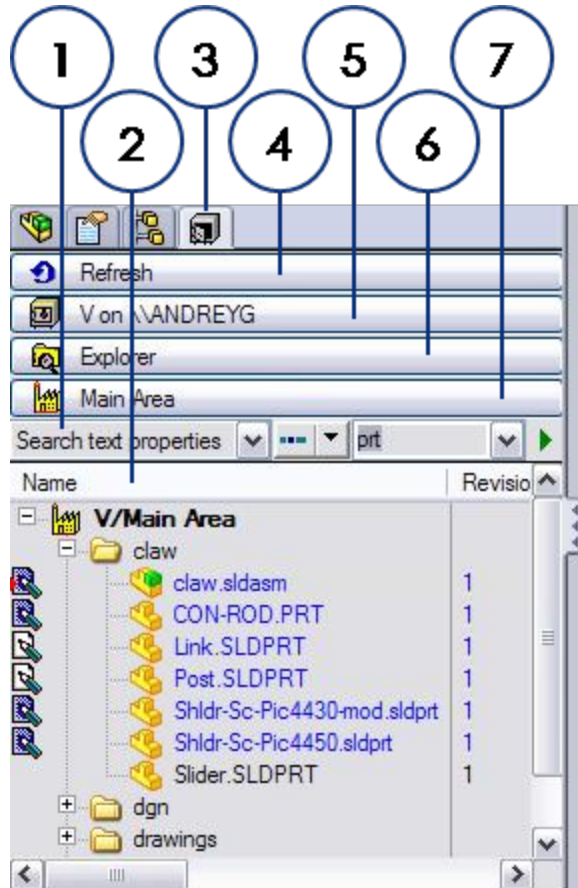 1 3 5 7
2 4 6
Refresh
V on \\ANDREYG
Explorer
Main Area
Search text properties prt
Name Revisio
V/Main Area
claw
claw.sldasm 1
CON-ROD.PRT 1
Link.SLDPRT 1
Post.SLDPRT 1
Shldr-Sc-Pic4430-mod.sldprt 1
Shldr-Sc-Pic4450.sldprt 1
Slider.SLDPRT 1
dgn
drawings